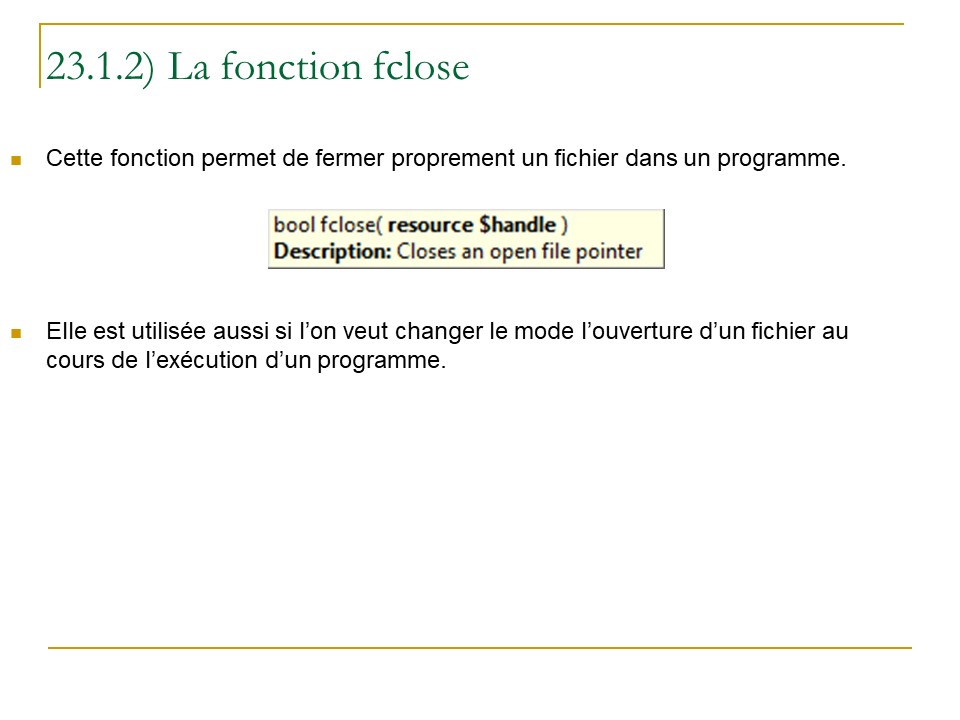 23.1.2) La fonction fclose
Cette fonction permet de fermer proprement un fichier dans un programme.
bool fclose( resource $handle )
Description: Closes an open file pointer
Elle est utilisée aussi si l’on veut changer le mode l’ouverture d’un fichier au
cours de l’exécution d’un programme.